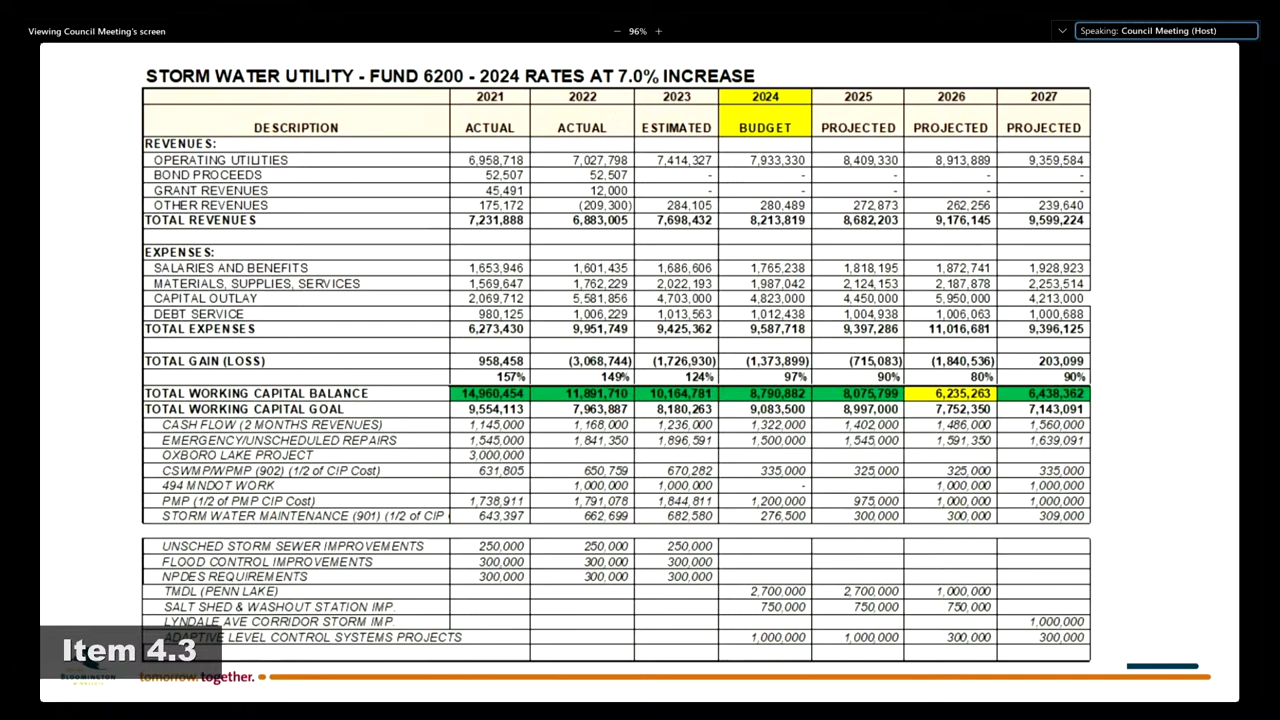 Viewing Council Meeting's screen
− 96% +
Speaking: Council Meeting (Host)
STORM WATER UTILITY - FUND 6200 - 2024 RATES AT 7.0% INCREASE
2021 2022 2023 2024 2025 2026 2027
DESCRIPTION ACTUAL ACTUAL ESTIMATED BUDGET PROJECTED PROJECTED PROJECTED
REVENUES:
OPERATING UTILITIES 6,958,718 7,027,798 7,414,327 7,933,330 8,409,330 8,913,889 9,359,584
BOND PROCEEDS 52,507 52,507 - - - - -
GRANT REVENUES 45,491 12,000 - - - - -
OTHER REVENUES 175,172 (209,300) 284,105 280,489 272,873 262,256 239,640
TOTAL REVENUES 7,231,888 6,883,005 7,698,432 8,213,819 8,682,203 9,176,145 9,599,224
EXPENSES:
SALARIES AND BENEFITS 1,653,946 1,601,435 1,686,606 1,765,238 1,818,195 1,872,741 1,928,923
MATERIALS, SUPPLIES, SERVICES 1,569,647 1,762,229 2,022,193 1,987,042 2,124,153 2,187,878 2,253,514
CAPITAL OUTLAY 2,069,712 5,581,856 4,703,000 4,823,000 4,450,000 5,950,000 4,213,000
DEBT SERVICE 980,125 1,006,229 1,013,563 1,012,438 1,004,938 1,006,063 1,000,688
TOTAL EXPENSES 6,273,430 9,951,749 9,425,362 9,587,718 9,397,286 11,016,681 9,396,125
TOTAL GAIN (LOSS) 958,458 (3,068,744) (1,726,930) (1,373,899) (715,083) (1,840,536) 203,099
157% 149% 124% 97% 90% 80% 90%
TOTAL WORKING CAPITAL BALANCE 14,960,454 11,891,710 10,164,781 8,790,882 8,075,799 6,235,263 6,438,362
TOTAL WORKING CAPITAL GOAL 9,554,113 7,963,887 8,180,263 9,083,500 8,997,000 7,752,350 7,143,091
CASH FLOW (2 MONTHS REVENUES) 1,145,000 1,168,000 1,236,000 1,322,000 1,402,000 1,486,000 1,560,000
EMERGENCY/UNSCHEDULED REPAIRS 1,545,000 1,841,350 1,896,591 1,500,000 1,545,000 1,591,350 1,639,091
OXBORO LAKE PROJECT 3,000,000
CSWMP/WPMP (902) (1/2 of CIP Cost) 631,805 650,759 670,282 335,000 325,000 325,000 335,000
494 MNDOT WORK 1,000,000 1,000,000 - 1,000,000 1,000,000
PMP (1/2 of PMP CIP Cost) 1,738,911 1,791,078 1,844,811 1,200,000 975,000 1,000,000 1,000,000
STORM WATER MAINTENANCE (901) (1/2 of CIP 643,397 662,699 682,580 276,500 300,000 300,000 309,000
UNSCHED STORM SEWER IMPROVEMENTS 250,000 250,000 250,000
FLOOD CONTROL IMPROVEMENTS 300,000 300,000 300,000
NPDES REQUIREMENTS 300,000 300,000 300,000
TMDL (PENN LAKE) 2,700,000 2,700,000 1,000,000
SALT SHED & WASHOUT STATION IMP. 750,000 750,000 750,000
LYNDALE AVE CORRIDOR STORM IMP. 1,000,000
ADAPTIVE LEVEL CONTROL SYSTEMS PROJECTS 1,000,000 1,000,000 300,000 300,000
Item 4.3
BLOOMINGTON
tomorrow. together.